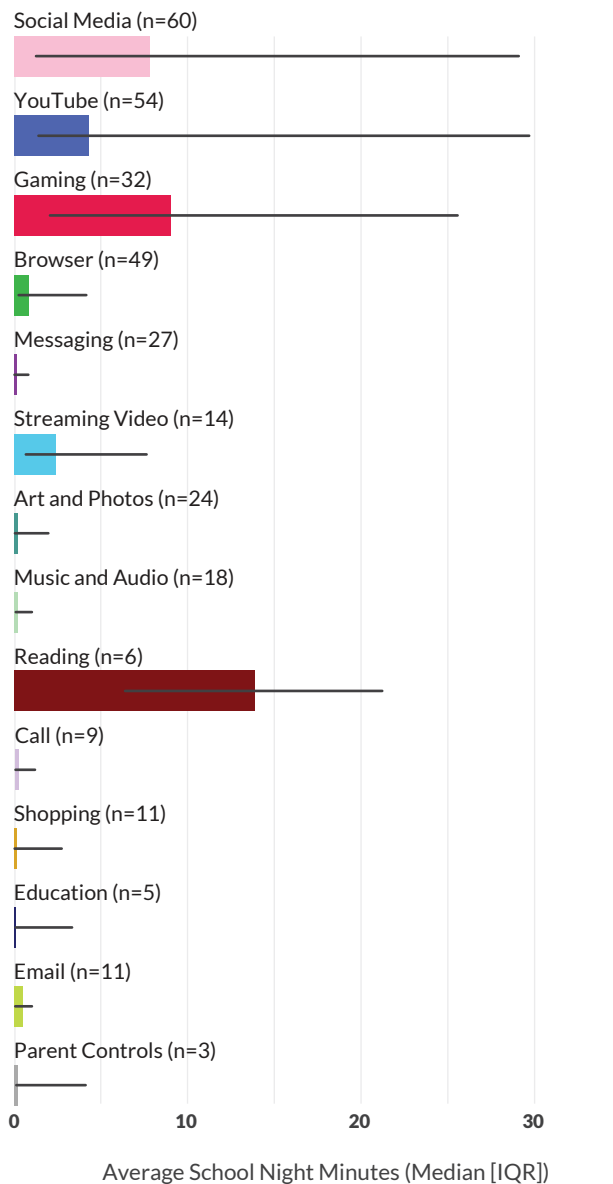 Social Media (n=60)
YouTube (n=54)
Gaming (n=32)
Browser (n=49)
Messaging (n=27)
Streaming Video (n=14)
Art and Photos (n=24)
Music and Audio (n=18)
Reading (n=6)
Call (n=9)
Shopping (n=11)
Education (n=5)
Email (n=11)
Parent Controls (n=3)
0 10 20 30
Average School Night Minutes (Median [IQR])